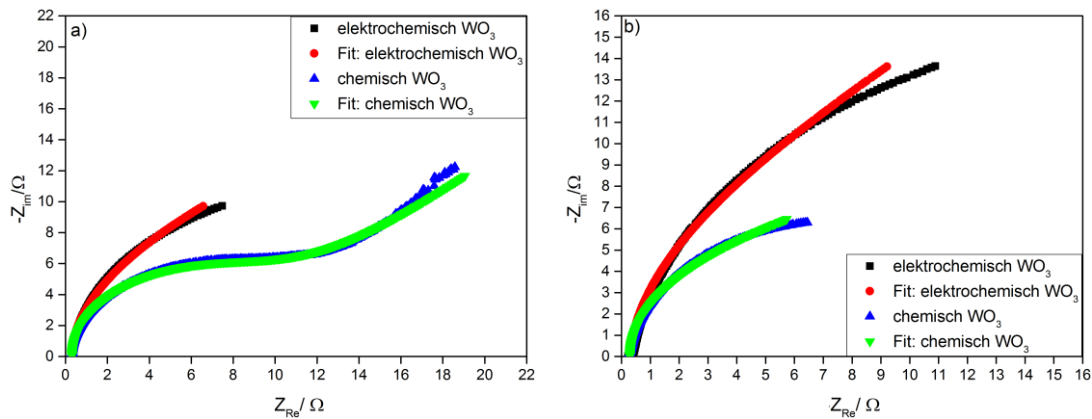 a)
elektrochemisch WO3
Fit: elektrochemisch WO3
chemisch WO3
Fit: chemisch WO3
22
20
18
16
14
12
10
8
6
4
2
0
-Zim/Ω
0 2 4 6 8 10 12 14 16 18 20 22
ZRe/ Ω
b)
16
15
14
13
12
11
10
9
8
7
6
5
4
3
2
1
0
-Zim/Ω
elektrochemisch WO3
Fit: elektrochemisch WO3
chemisch WO3
Fit: chemisch WO3
0 1 2 3 4 5 6 7 8 9 10 11 12 13 14 15 16
ZRe/ Ω